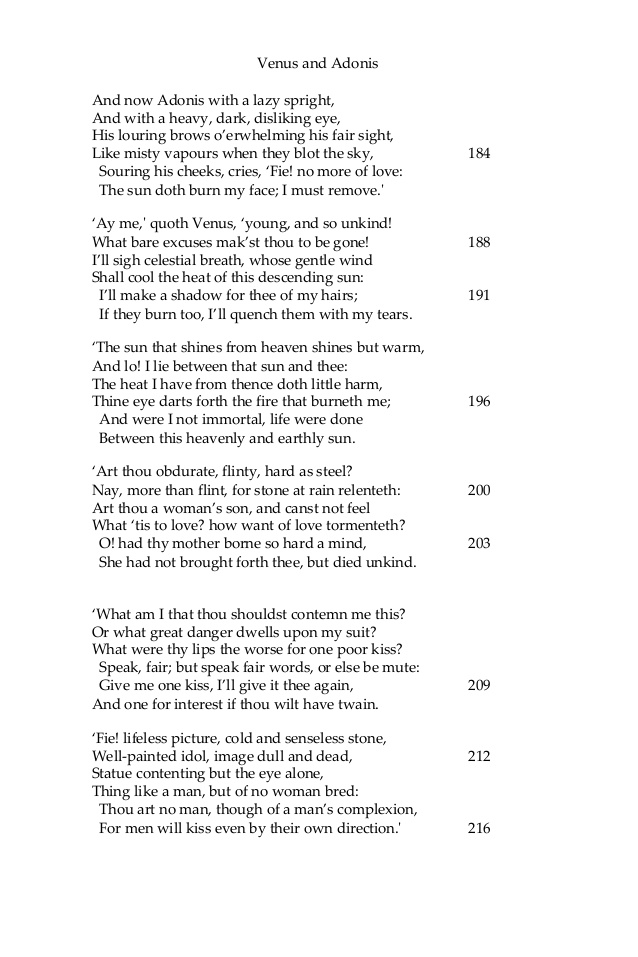 Venus and Adonis
And now Adonis with a lazy spright,
And with a heavy, dark, disliking eye,
His louring brows o’erwhelming his fair sight,
Like misty vapours when they blot the sky, 184
Souring his cheeks, cries, ‘Fie! no more of love:
The sun doth burn my face; I must remove.'
‘Ay me,' quoth Venus, ‘young, and so unkind!
What bare excuses mak’st thou to be gone! 188
I’ll sigh celestial breath, whose gentle wind
Shall cool the heat of this descending sun:
I’ll make a shadow for thee of my hairs; 191
If they burn too, I’ll quench them with my tears.
‘The sun that shines from heaven shines but warm,
And lo! I lie between that sun and thee:
The heat I have from thence doth little harm,
Thine eye darts forth the fire that burneth me; 196
And were I not immortal, life were done
Between this heavenly and earthly sun.
‘Art thou obdurate, flinty, hard as steel?
Nay, more than flint, for stone at rain relenteth: 200
Art thou a woman’s son, and canst not feel
What ‘tis to love? how want of love tormenteth?
O! had thy mother borne so hard a mind, 203
She had not brought forth thee, but died unkind.
‘What am I that thou shouldst contemn me this?
Or what great danger dwells upon my suit?
What were thy lips the worse for one poor kiss?
Speak, fair; but speak fair words, or else be mute:
Give me one kiss, I’ll give it thee again, 209
And one for interest if thou wilt have twain.
‘Fie! lifeless picture, cold and senseless stone,
Well-painted idol, image dull and dead, 212
Statue contenting but the eye alone,
Thing like a man, but of no woman bred:
Thou art no man, though of a man’s complexion,
For men will kiss even by their own direction.' 216